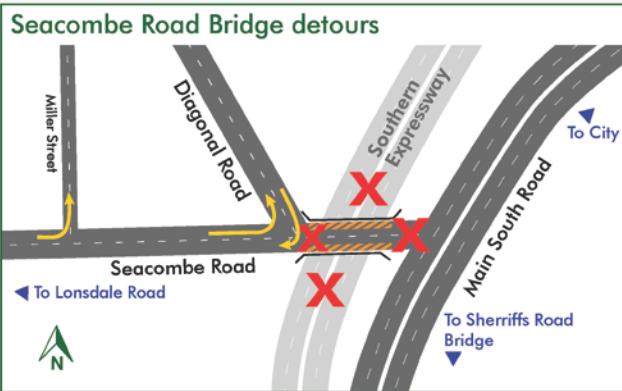 Seacombe Road Bridge detours
Miller Street
Diagonal Road
Southern
Expressway
To City
Main South Road
Seacombe Road
To Lonsdale Road
To Sherriffs Road
Bridge
N